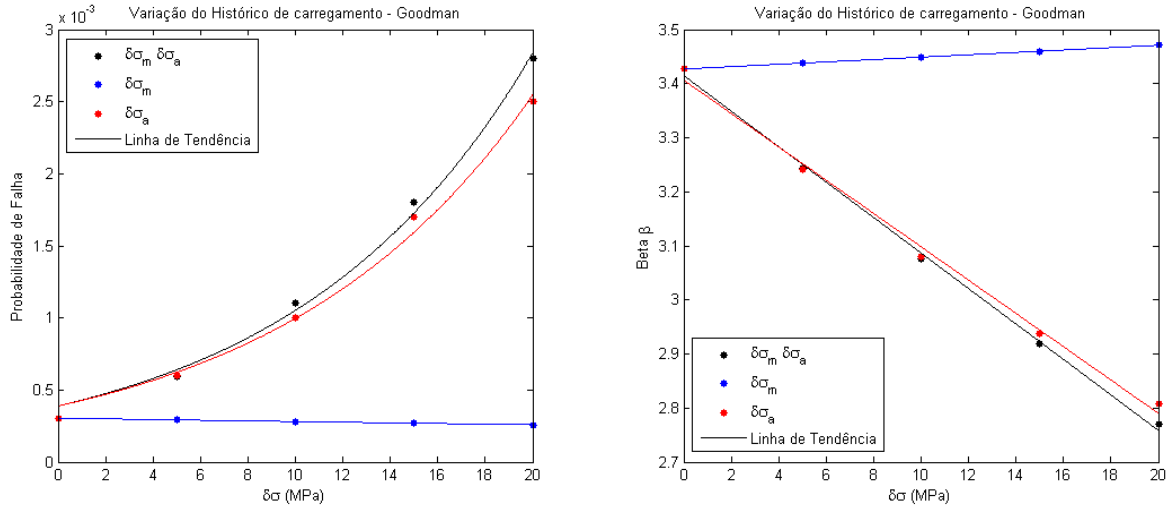 Variação do Histórico de carregamento - Goodman
x 10⁻³
3
2.5
2
1.5
1
0.5
0
Probabilidade de Falha
δσm δσa
δσm
δσa
Linha de Tendência
0 2 4 6 8 10 12 14 16 18 20
δσ (MPa)
Variação do Histórico de carregamento - Goodman
3.5
3.4
3.3
3.2
3.1
3
2.9
2.8
2.7
Beta β
δσm δσa
δσm
δσa
Linha de Tendência
0 2 4 6 8 10 12 14 16 18 20
δσ (MPa)